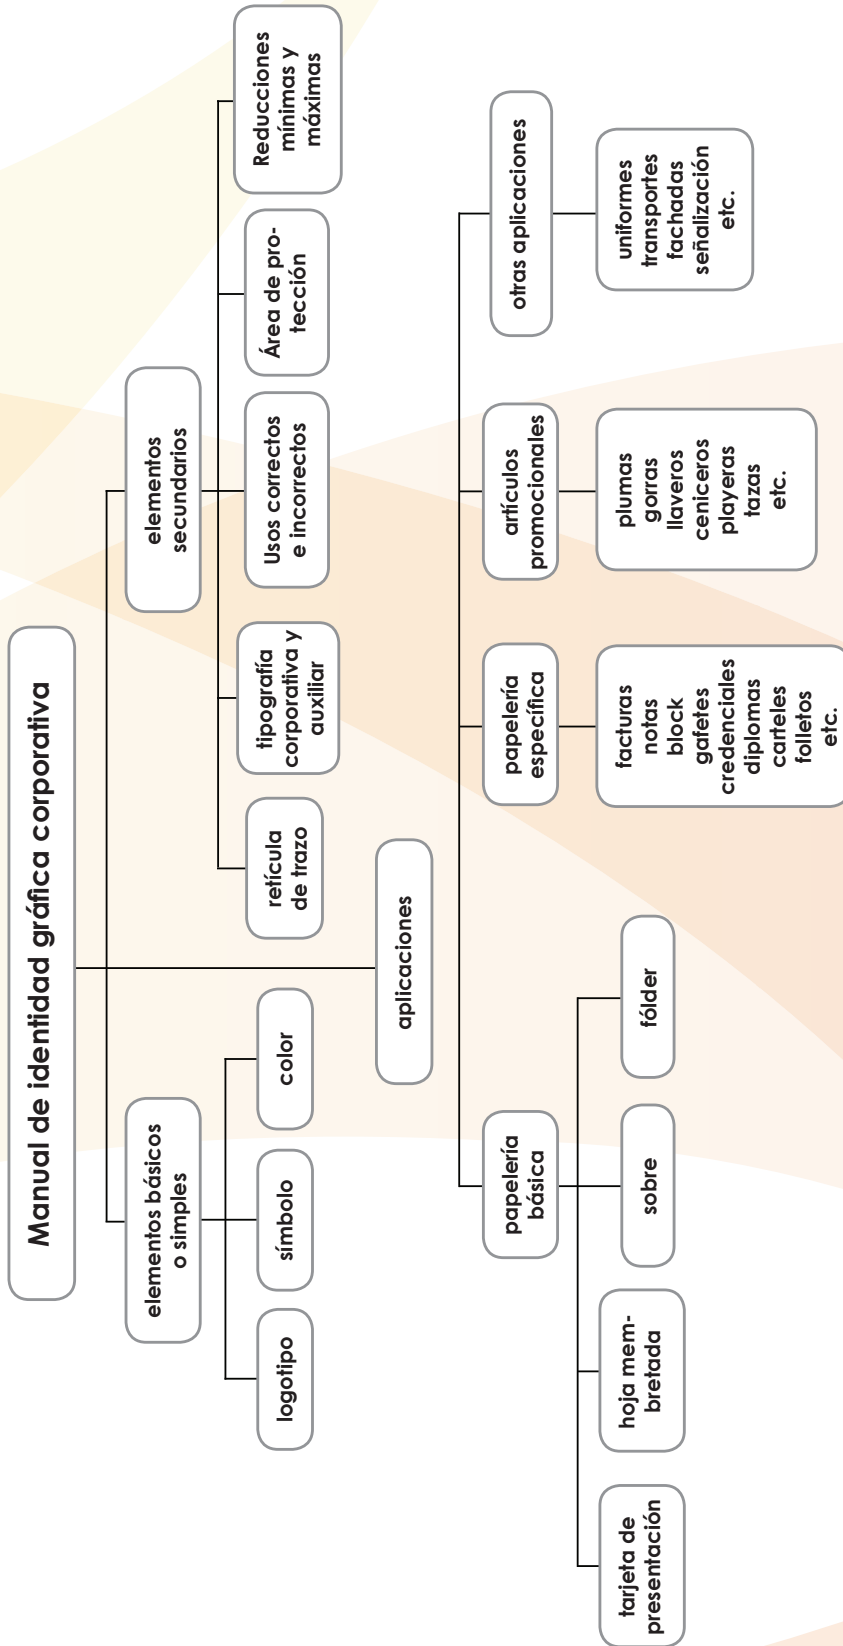 Manual de identidad gráfica corporativa
elementos básicos
o simples
logotipo
símbolo
color
elementos
secundarios
retícula
de trazo
tipografía
corporativa y
auxiliar
Usos correctos
e incorrectos
Área de pro-
tección
Reducciones
mínimas y
máximas
aplicaciones
papelería
básica
tarjeta de
presentación
hoja mem-
bretada
sobre
fólder
papelería
específica
facturas
notas
block
gafetes
credenciales
diplomas
carteles
folletos
etc.
artículos
promocionales
plumas
gorras
llaveros
ceniceros
playeras
tazas
etc.
otras aplicaciones
uniformes
transportes
fachadas
señalización
etc.